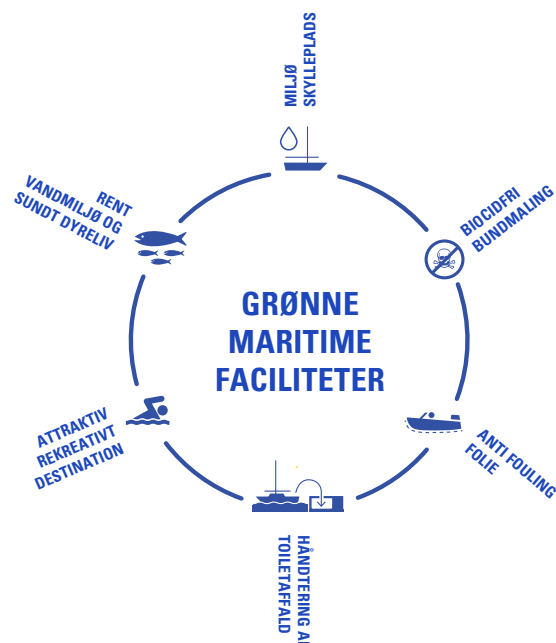 MILJØ
SKYLLEPLADS
BIOCIDFRI
BUNDMALING
ANTI FOULING
FOLIE
HÅNDTERING A
TOILETAFFALD
ATTRAKTIV
REKREATIVT
DESTINATION
RENT
VANDMILJØ OG
SUNDT DYRELIV
GRØNNE
MARITIME
FACILITETER